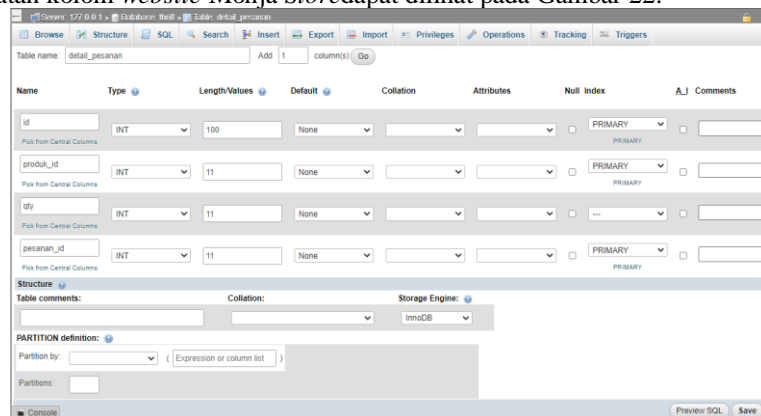 atan kolom website Monja Storedapat dilihat pada Gambar 22.
Server: 127.0.0.1 » Database: thrill » Table: detail_pesanan
Browse Structure SQL Search Insert Export Import Privileges Operations Tracking Triggers
Table name: detail_pesanan Add 1 column(s) Go
Name Type Length/Values Default Collation Attributes Null Index A_I Comments
id INT 100 None PRIMARY
Pick from Central Columns PRIMARY
produk_id INT 11 None PRIMARY
Pick from Central Columns PRIMARY
qty INT 11 None ---
Pick from Central Columns
pesanan_id INT 11 None PRIMARY
Pick from Central Columns PRIMARY
Structure
Table comments: Collation: Storage Engine:
InnoDB
PARTITION definition:
Partition by: ( Expression or column list )
Partitions:
Console Preview SQL Save